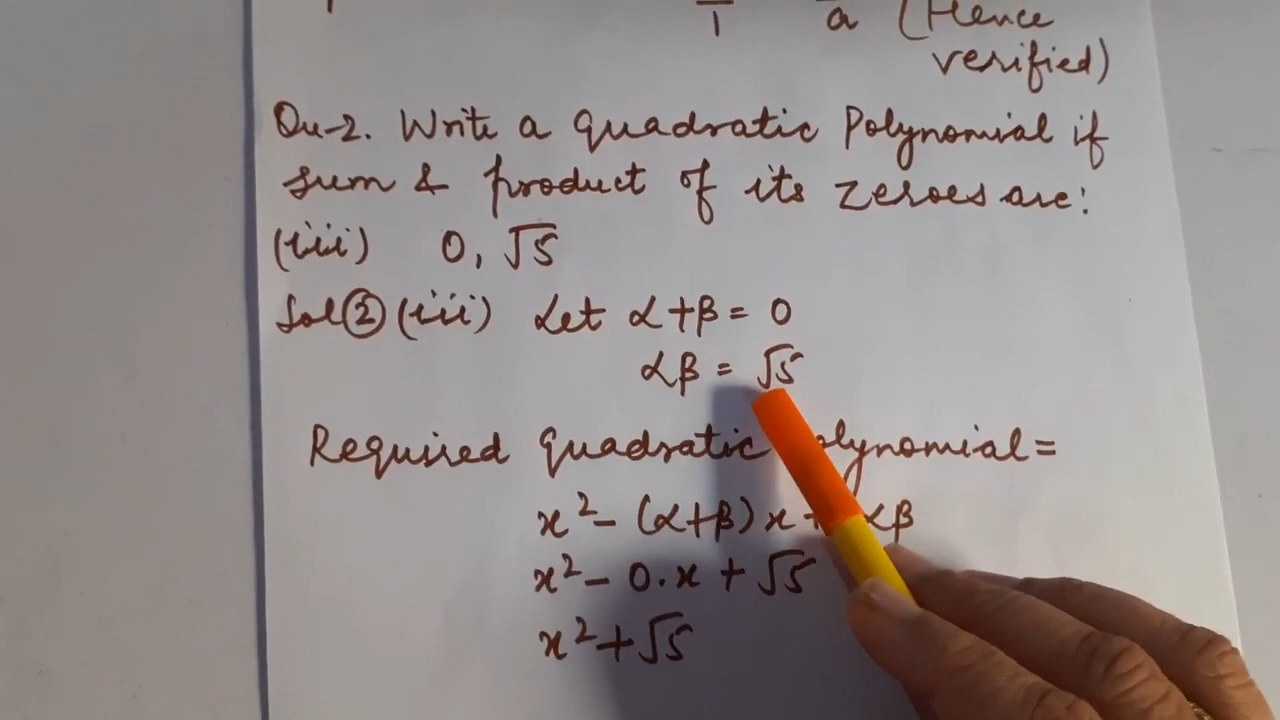 1 a (Hence
verified)
Qu-2. Write a quadratic Polynomial if
sum & product of its zeroes are:
(iii) 0, √5
Sol ② (iii) Let α+β = 0
αβ = √5
Required quadratic Polynomial =
x² - (α+β)x + αβ
x² - 0.x + √5
x² + √5